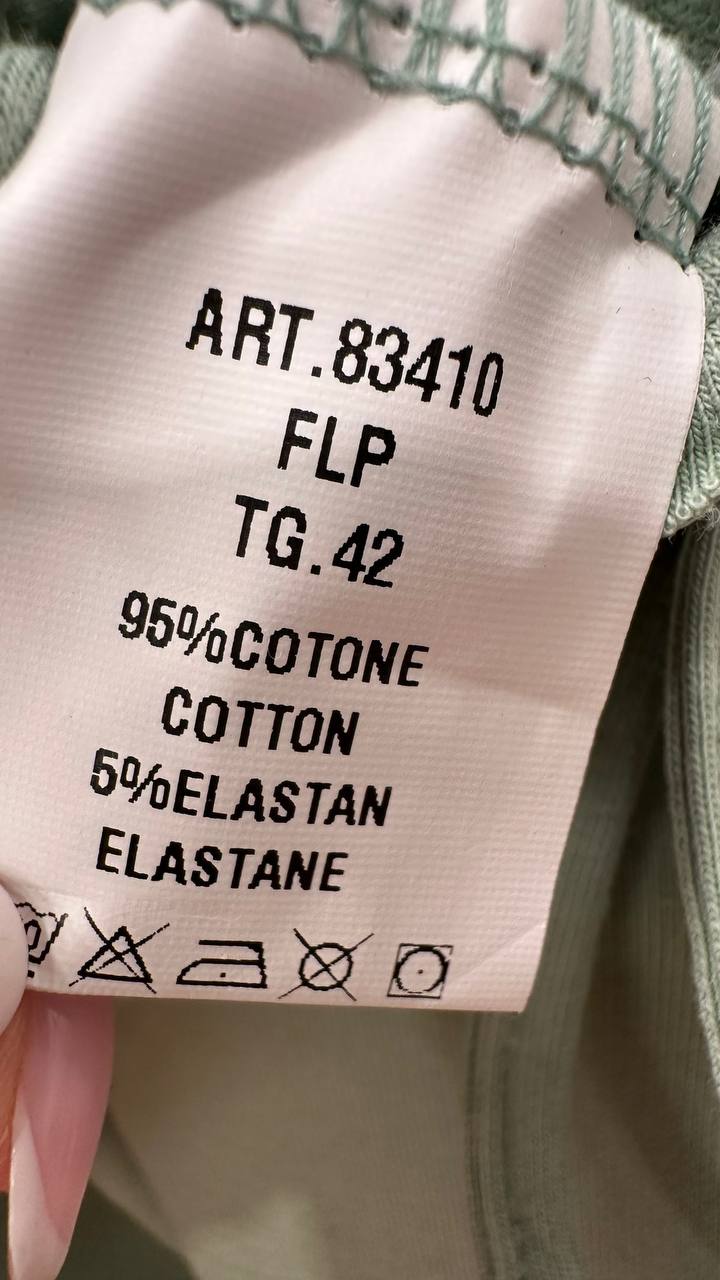 ART.83410
FLP
TG.42
95%COTONE
COTTON
5%ELASTAN
ELASTANE